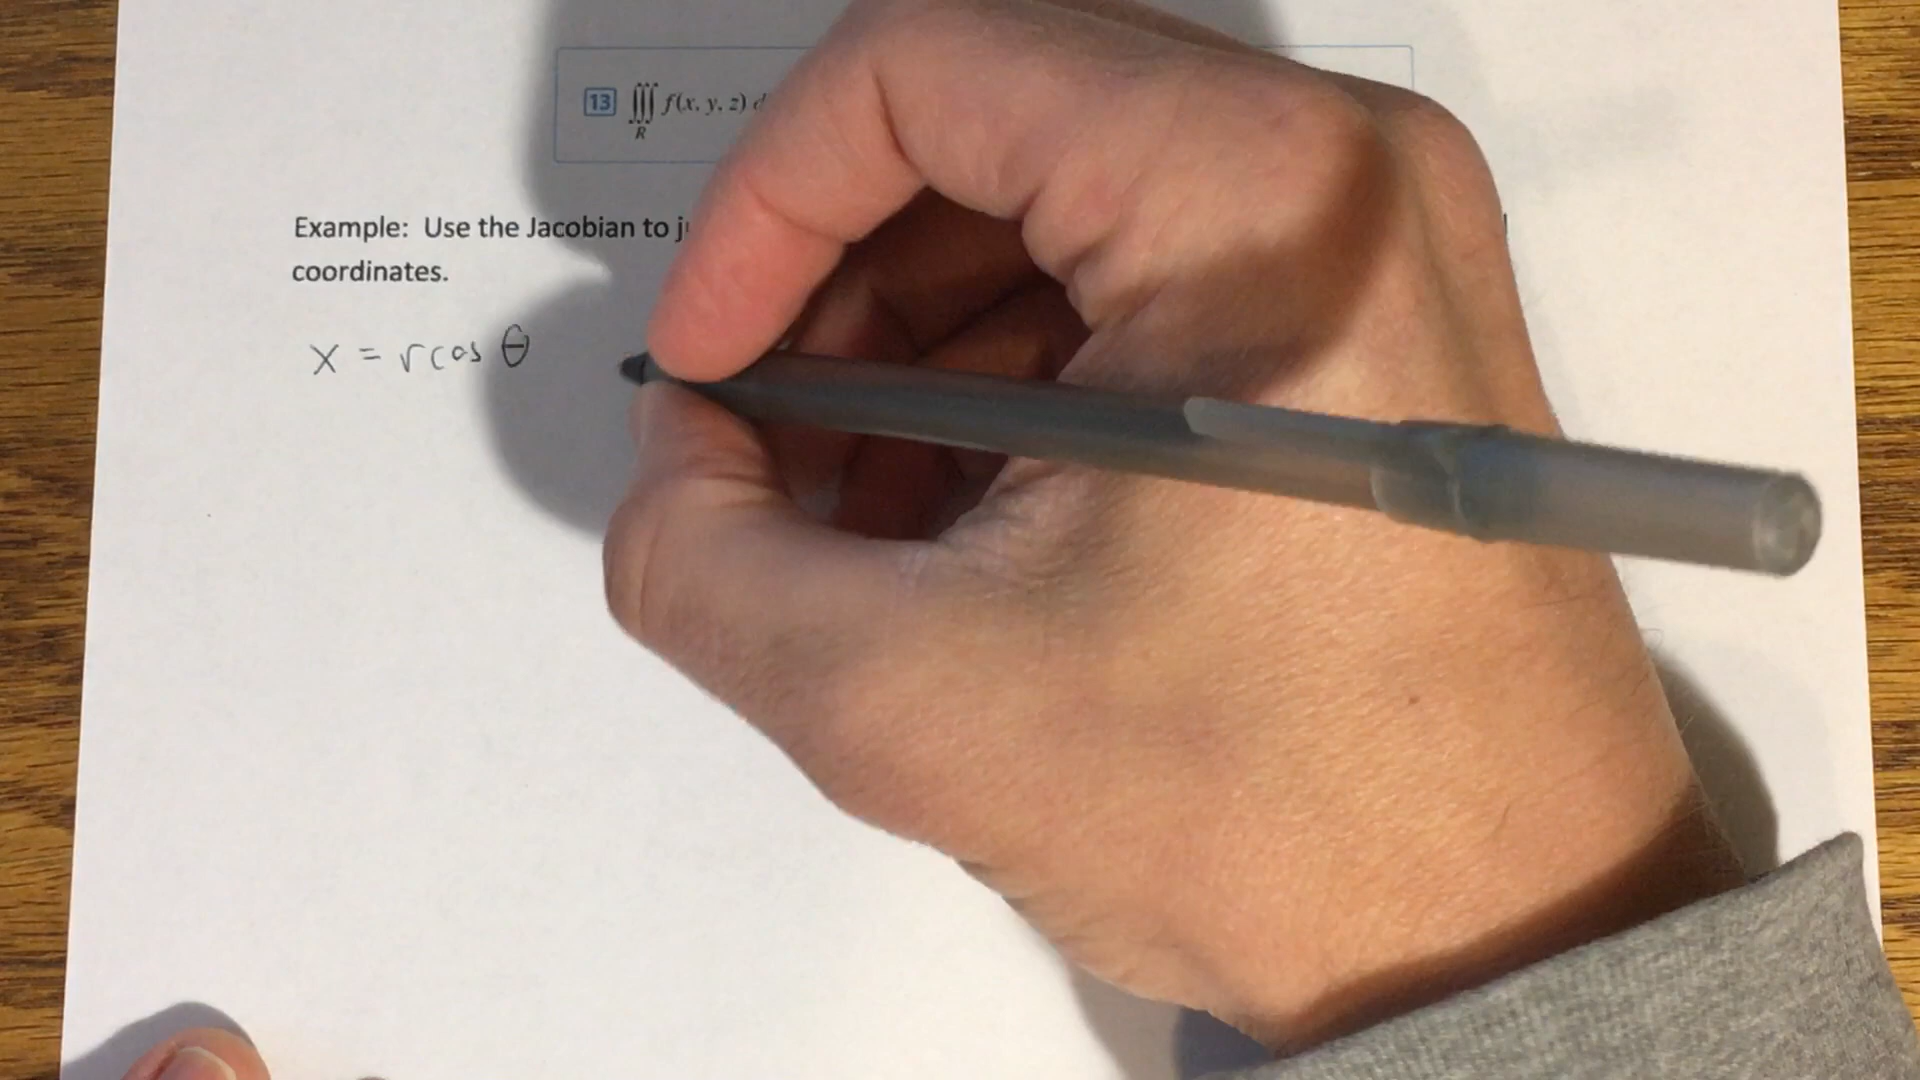 13 ∭ f(x, y, z)
R
Example: Use the Jacobian to
coordinates.
x = r cos θ